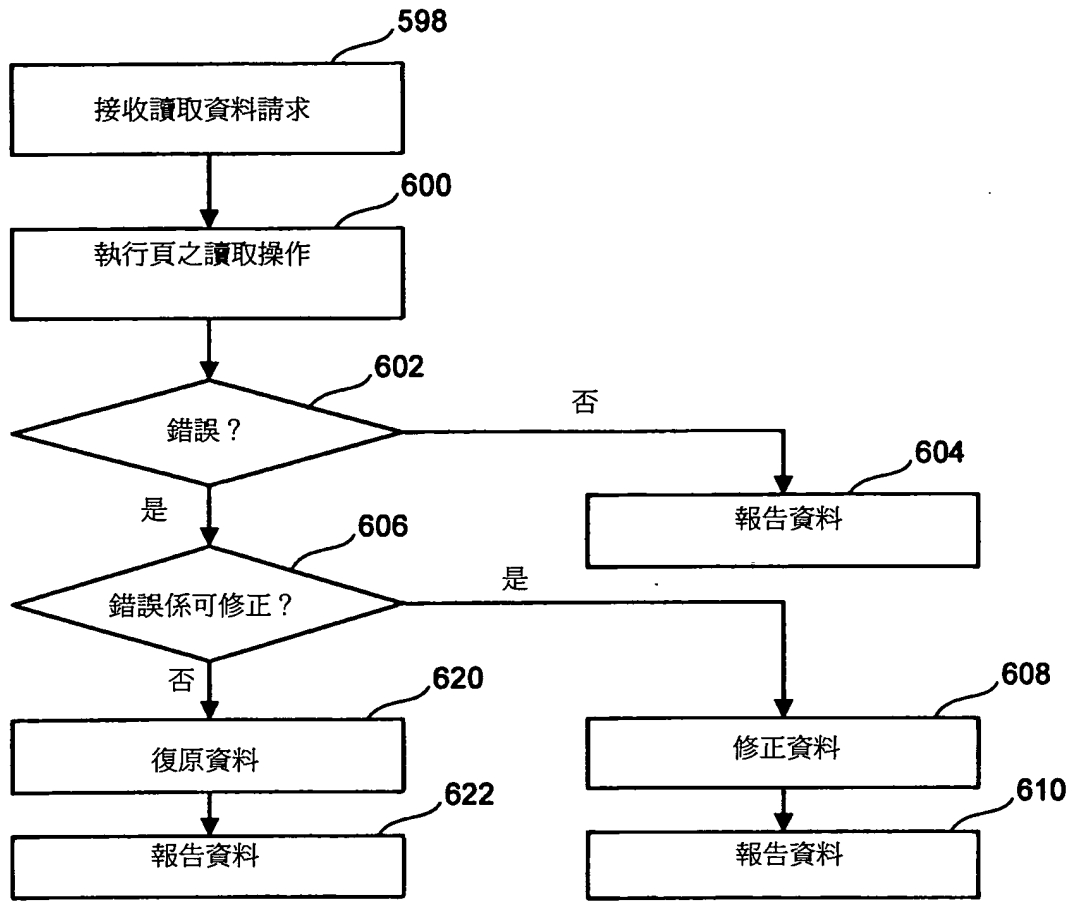 598
接收讀取資料請求
600
執行頁之讀取操作
602
錯誤？
否
604
報告資料
是
606
錯誤係可修正？
是
否
620
復原資料
608
修正資料
622
報告資料
610
報告資料